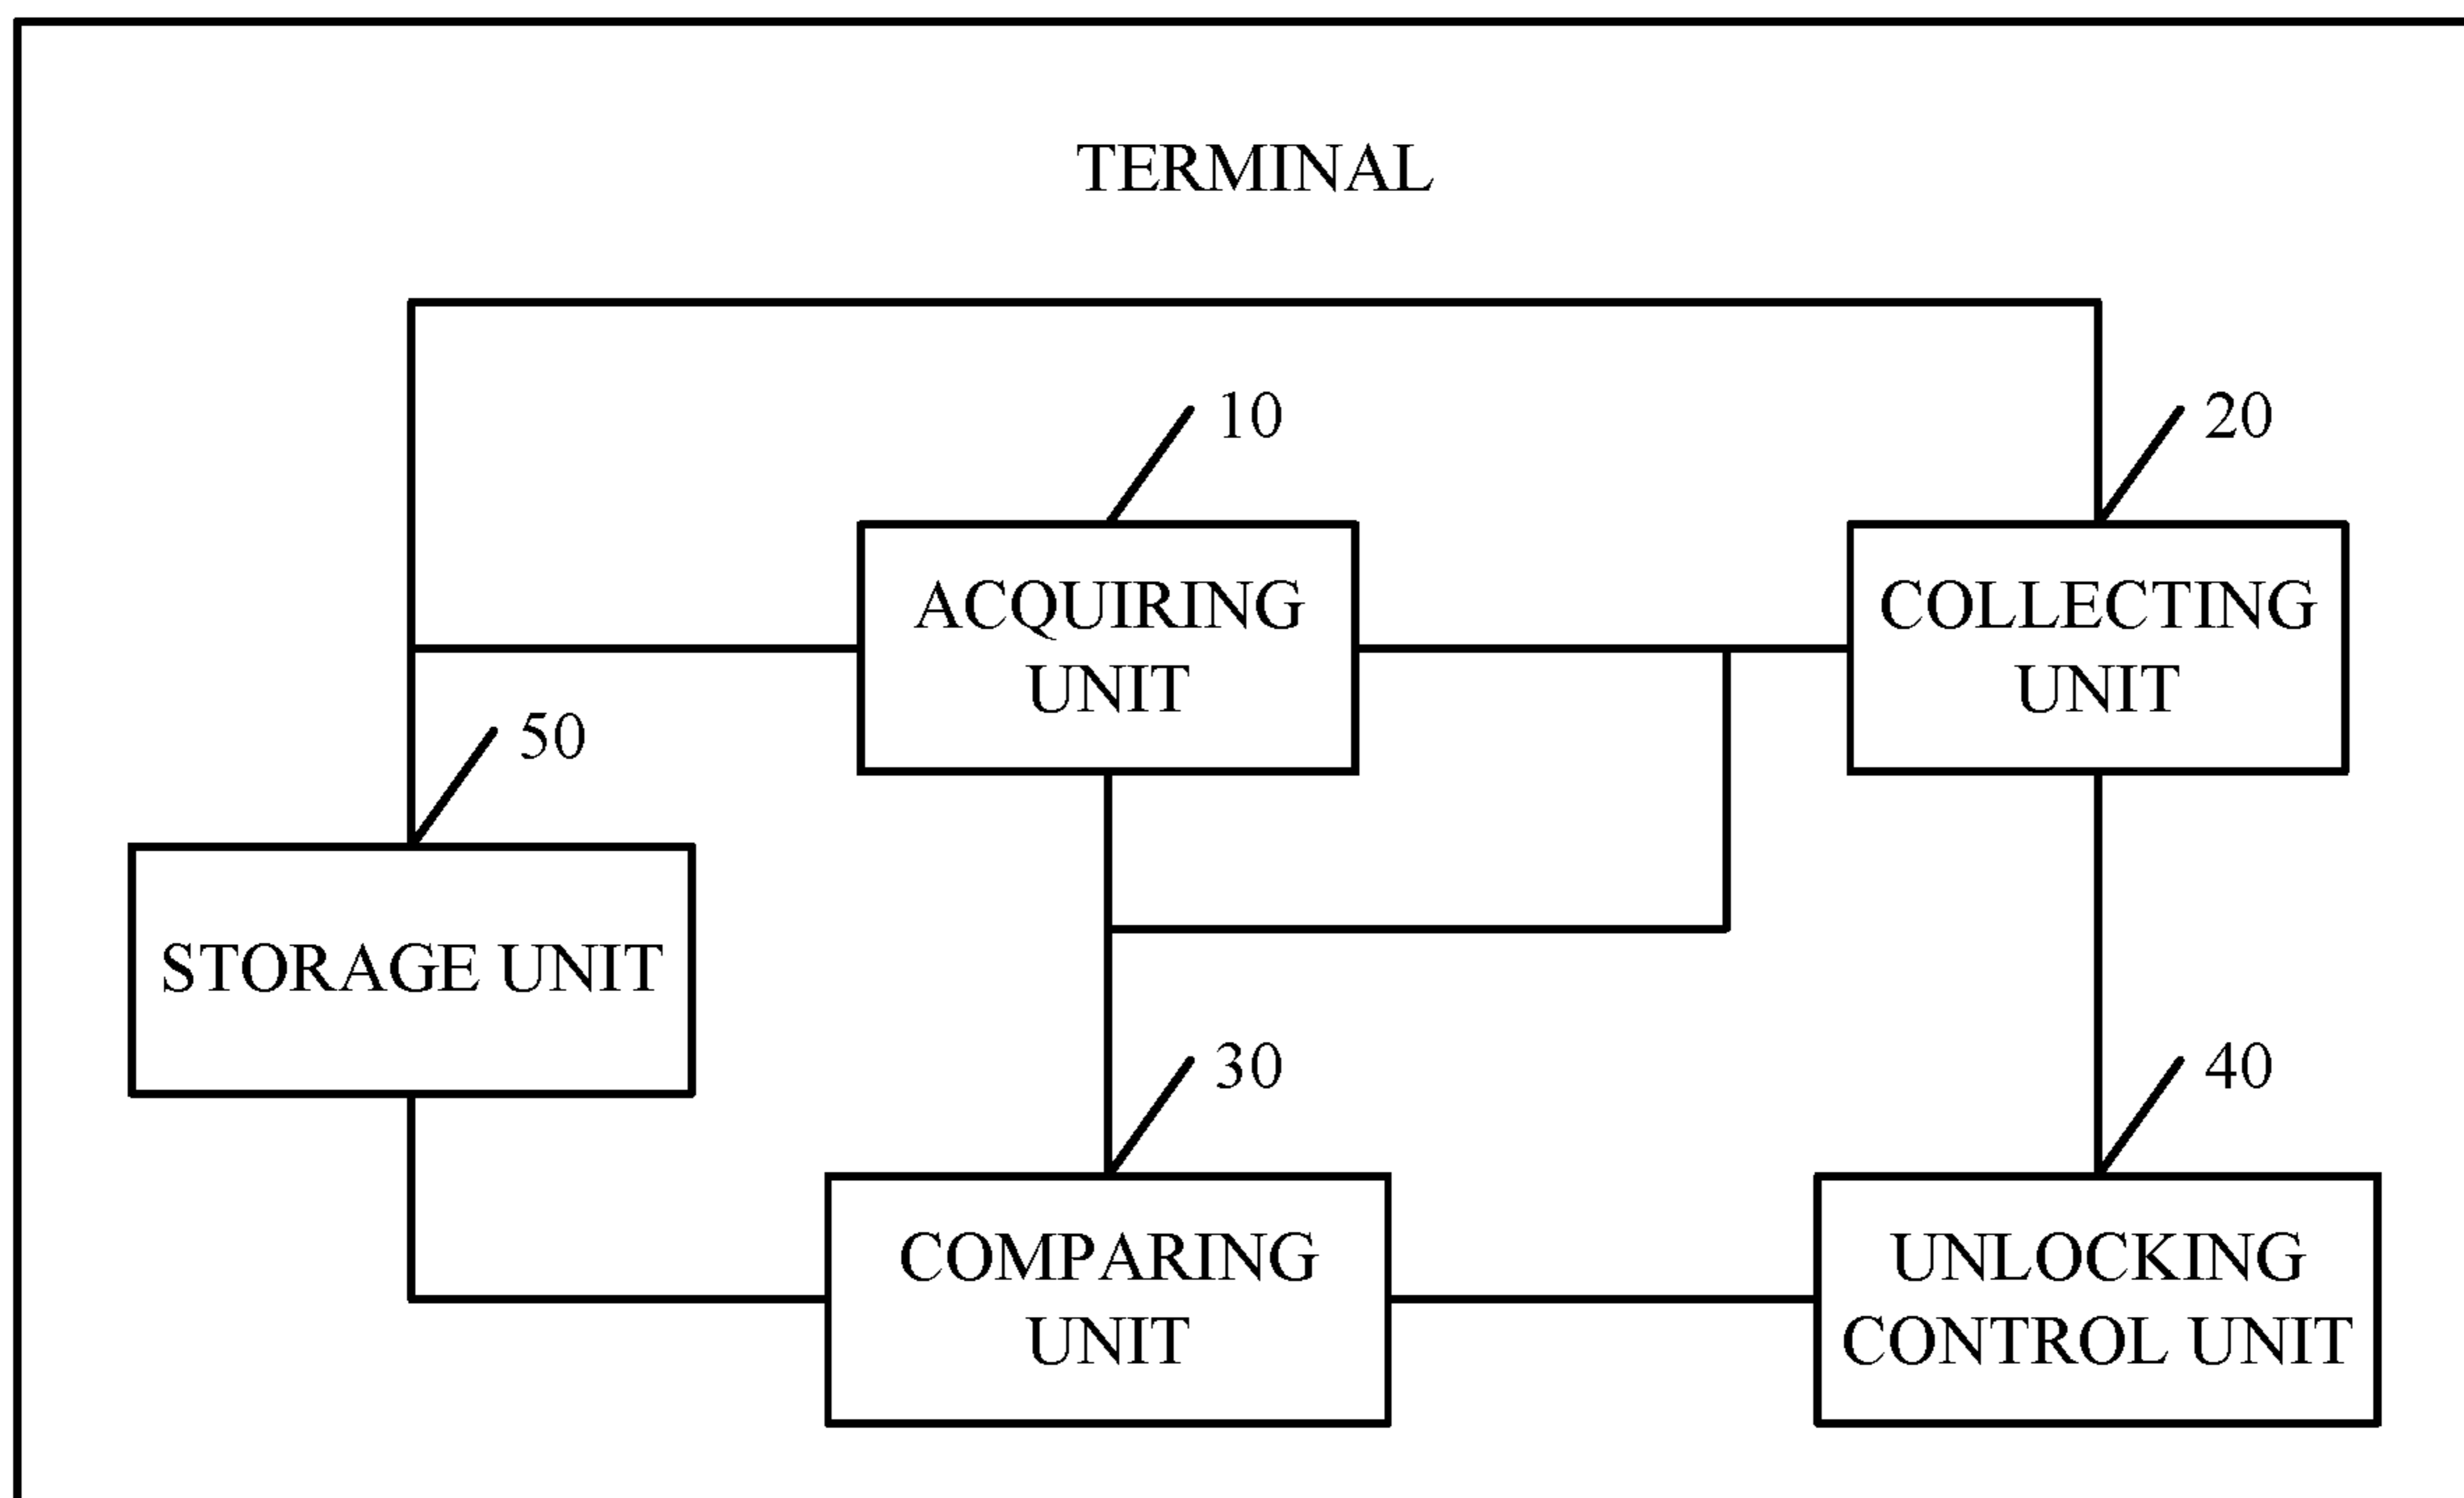 TERMINAL
10
20
ACQUIRING
UNIT
COLLECTING
UNIT
50
STORAGE UNIT
30
40
COMPARING
UNIT
UNLOCKING
CONTROL UNIT